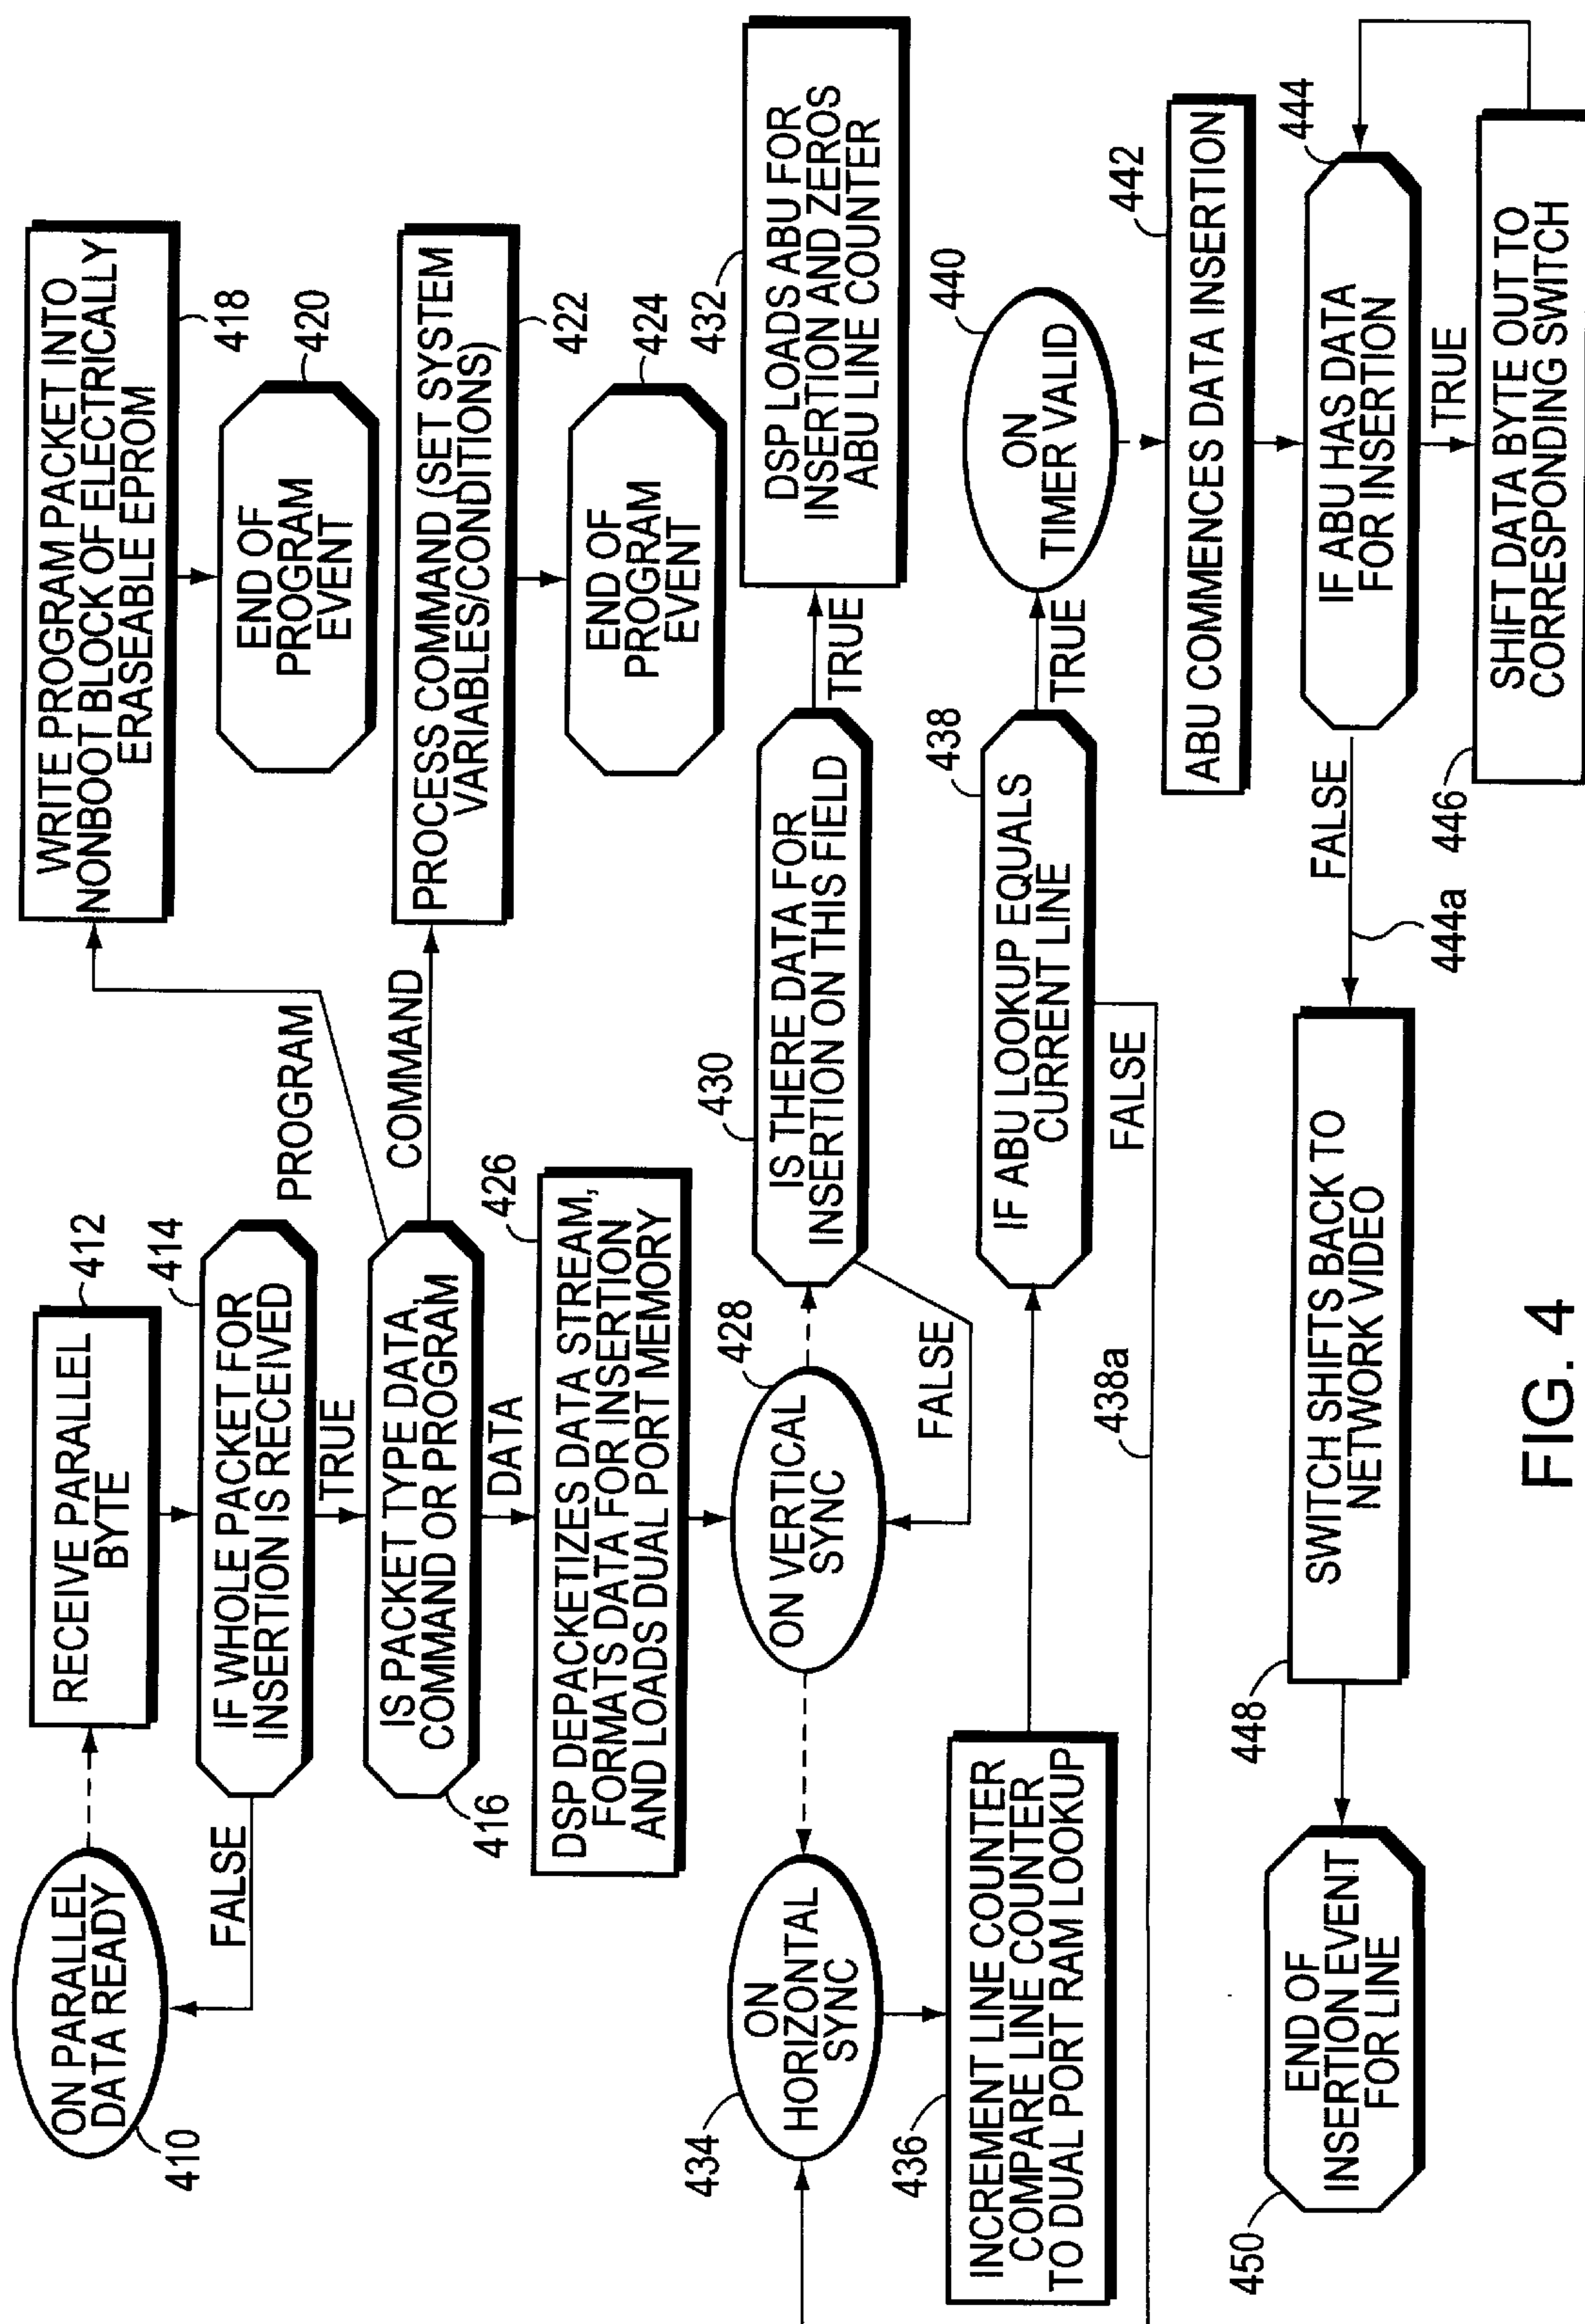 ON PARALLEL
DATA READY
410
RECEIVE PARALLEL
BYTE
412
FALSE
IF WHOLE PACKET FOR
INSERTION IS RECEIVED
414
TRUE
IS PACKET TYPE DATA,
COMMAND OR PROGRAM
416
PROGRAM
WRITE PROGRAM PACKET INTO
NONBOOT BLOCK OF ELECTRICALLY
ERASEABLE EPROM
418
END OF
PROGRAM
EVENT
420
COMMAND
PROCESS COMMAND (SET SYSTEM
VARIABLES/CONDITIONS)
422
END OF
PROGRAM
EVENT
424
DATA
DSP DEPACKETIZES DATA STREAM,
FORMATS DATA FOR INSERTION
AND LOADS DUAL PORT MEMORY
426
ON VERTICAL
SYNC
428
FALSE
IS THERE DATA FOR
INSERTION ON THIS FIELD
430
TRUE
DSP LOADS ABU FOR
INSERTION AND ZEROS
ABU LINE COUNTER
432
ON
HORIZONTAL
SYNC
434
INCREMENT LINE COUNTER
COMPARE LINE COUNTER
TO DUAL PORT RAM LOOKUP
436
IF ABU LOOKUP EQUALS
CURRENT LINE
438
FALSE
438a
TRUE
ON
TIMER VALID
440
ABU COMMENCES DATA INSERTION
442
IF ABU HAS DATA
FOR INSERTION
444
TRUE
SHIFT DATA BYTE OUT TO
CORRESPONDING SWITCH
446
FALSE
444a
SWITCH SHIFTS BACK TO
NETWORK VIDEO
448
END OF
INSERTION EVENT
FOR LINE
450
FIG. 4